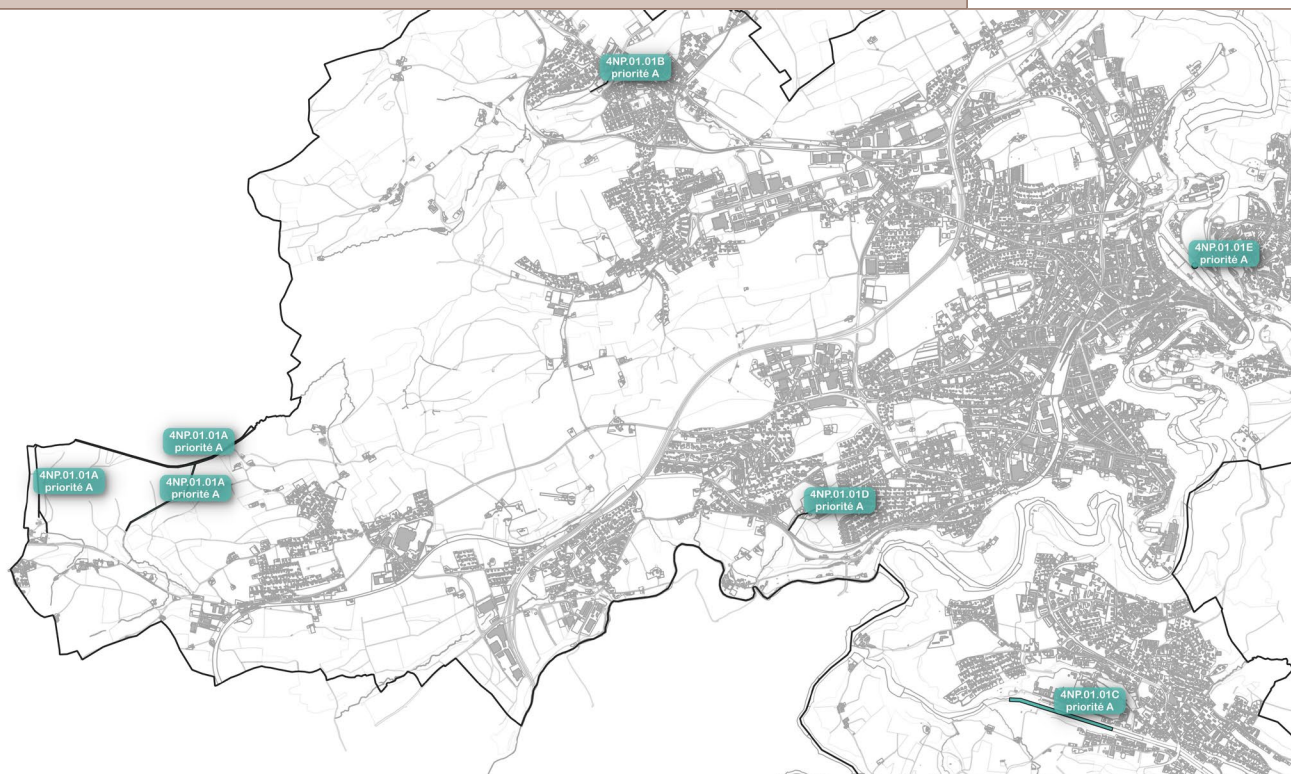 4NP.01.01B
priorité A
4NP.01.01E
priorité A
4NP.01.01A
priorité A
4NP.01.01A
priorité A
4NP.01.01A
priorité A
4NP.01.01D
priorité A
4NP.01.01C
priorité A